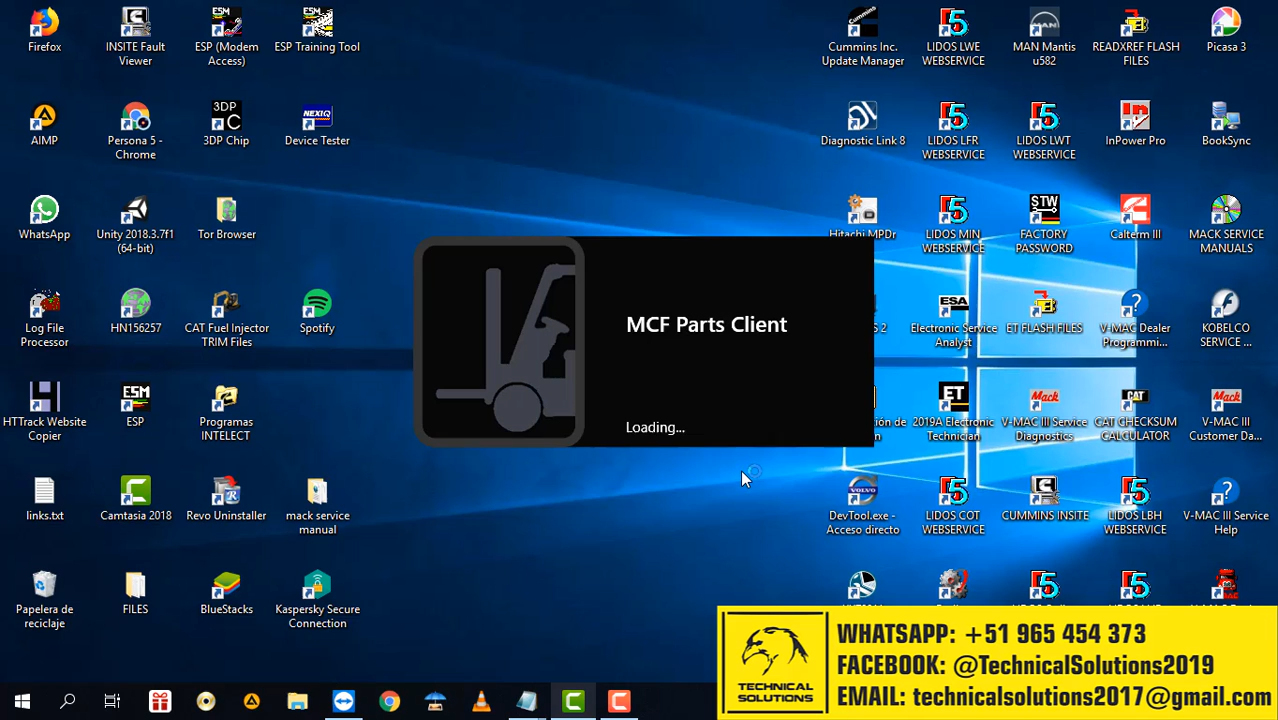 Firefox
INSITE Fault
Viewer
ESP (Modem
Access)
ESP Training Tool
Cummins Inc.
Update Manager
LIDOS LWE
WEBSERVICE
MAN Mantis
u582
READXREF FLASH
FILES
Picasa 3
AIMP
Persona 5 -
Chrome
3DP Chip
Device Tester
Diagnostic Link 8
LIDOS LFR
WEBSERVICE
LIDOS LWT
WEBSERVICE
InPower Pro
BookSync
WhatsApp
Unity 2018.3.7f1
(64-bit)
Tor Browser
Hitachi MPDr
LIDOS MIN
WEBSERVICE
FACTORY
PASSWORD
Calterm III
MACK SERVICE
MANUALS
MCF Parts Client
Loading...
Log File
Processor
HN156257
CAT Fuel Injector
TRIM Files
Spotify
Electronic Service
Analyst
ET FLASH FILES
V-MAC Dealer
Programmi...
KOBELCO
SERVICE ...
HTTrack Website
Copier
ESP
Programas
INTELECT
2019A Electronic
Technician
V-MAC III Service
Diagnostics
CAT CHECKSUM
CALCULATOR
V-MAC III
Customer Da...
links.txt
Camtasia 2018
Revo Uninstaller
mack service
manual
DevTool.exe -
Acceso directo
LIDOS COT
WEBSERVICE
CUMMINS INSITE
LIDOS LBH
WEBSERVICE
V-MAC III Service
Help
Papelera de
reciclaje
FILES
BlueStacks
Kaspersky Secure
Connection
TECHNICAL
SOLUTIONS
WHATSAPP: +51 965 454 373
FACEBOOK: @TechnicalSolutions2019
EMAIL: technicalsolutions2017@gmail.com